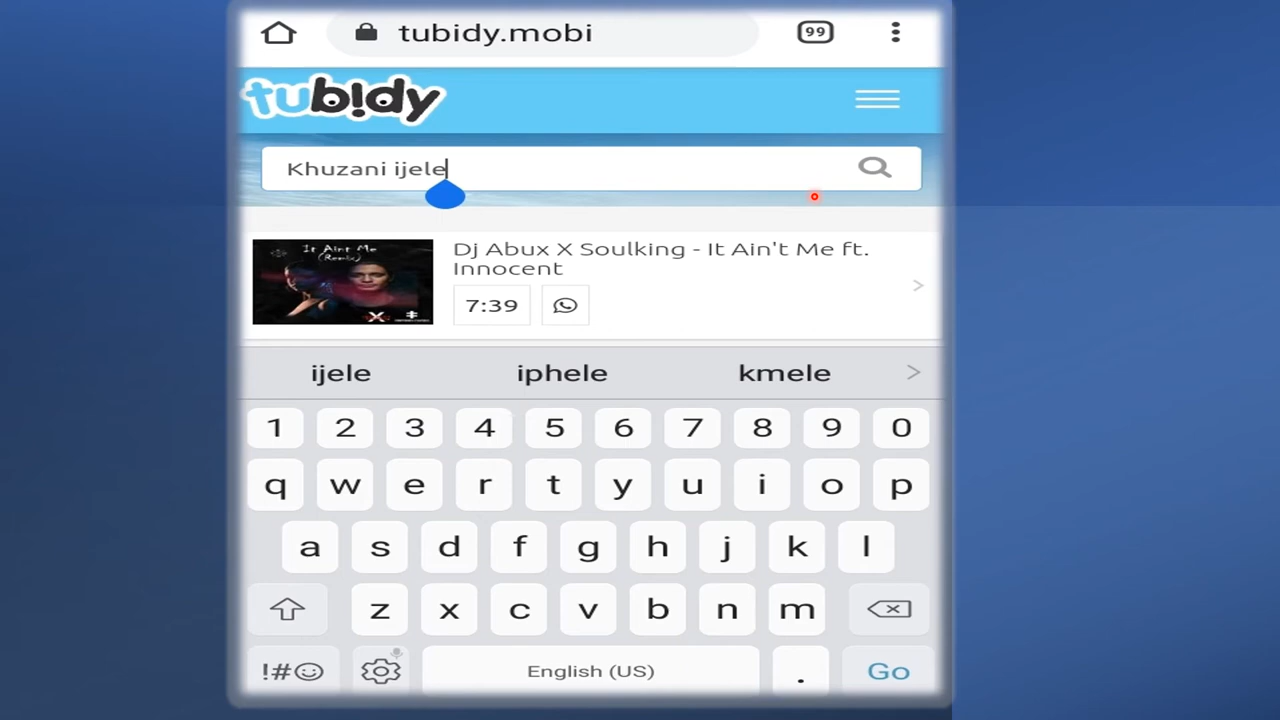 tubidy.mobi
99
tubidy
Khuzani ijele
It Aint Me
(Remix)
Dj Abux X Soulking - It Ain't Me ft.
Innocent
7:39
ijele iphele kmele >
1 2 3 4 5 6 7 8 9 0
q w e r t y u i o p
a s d f g h j k l
z x c v b n m
!#☺ English (US) . Go